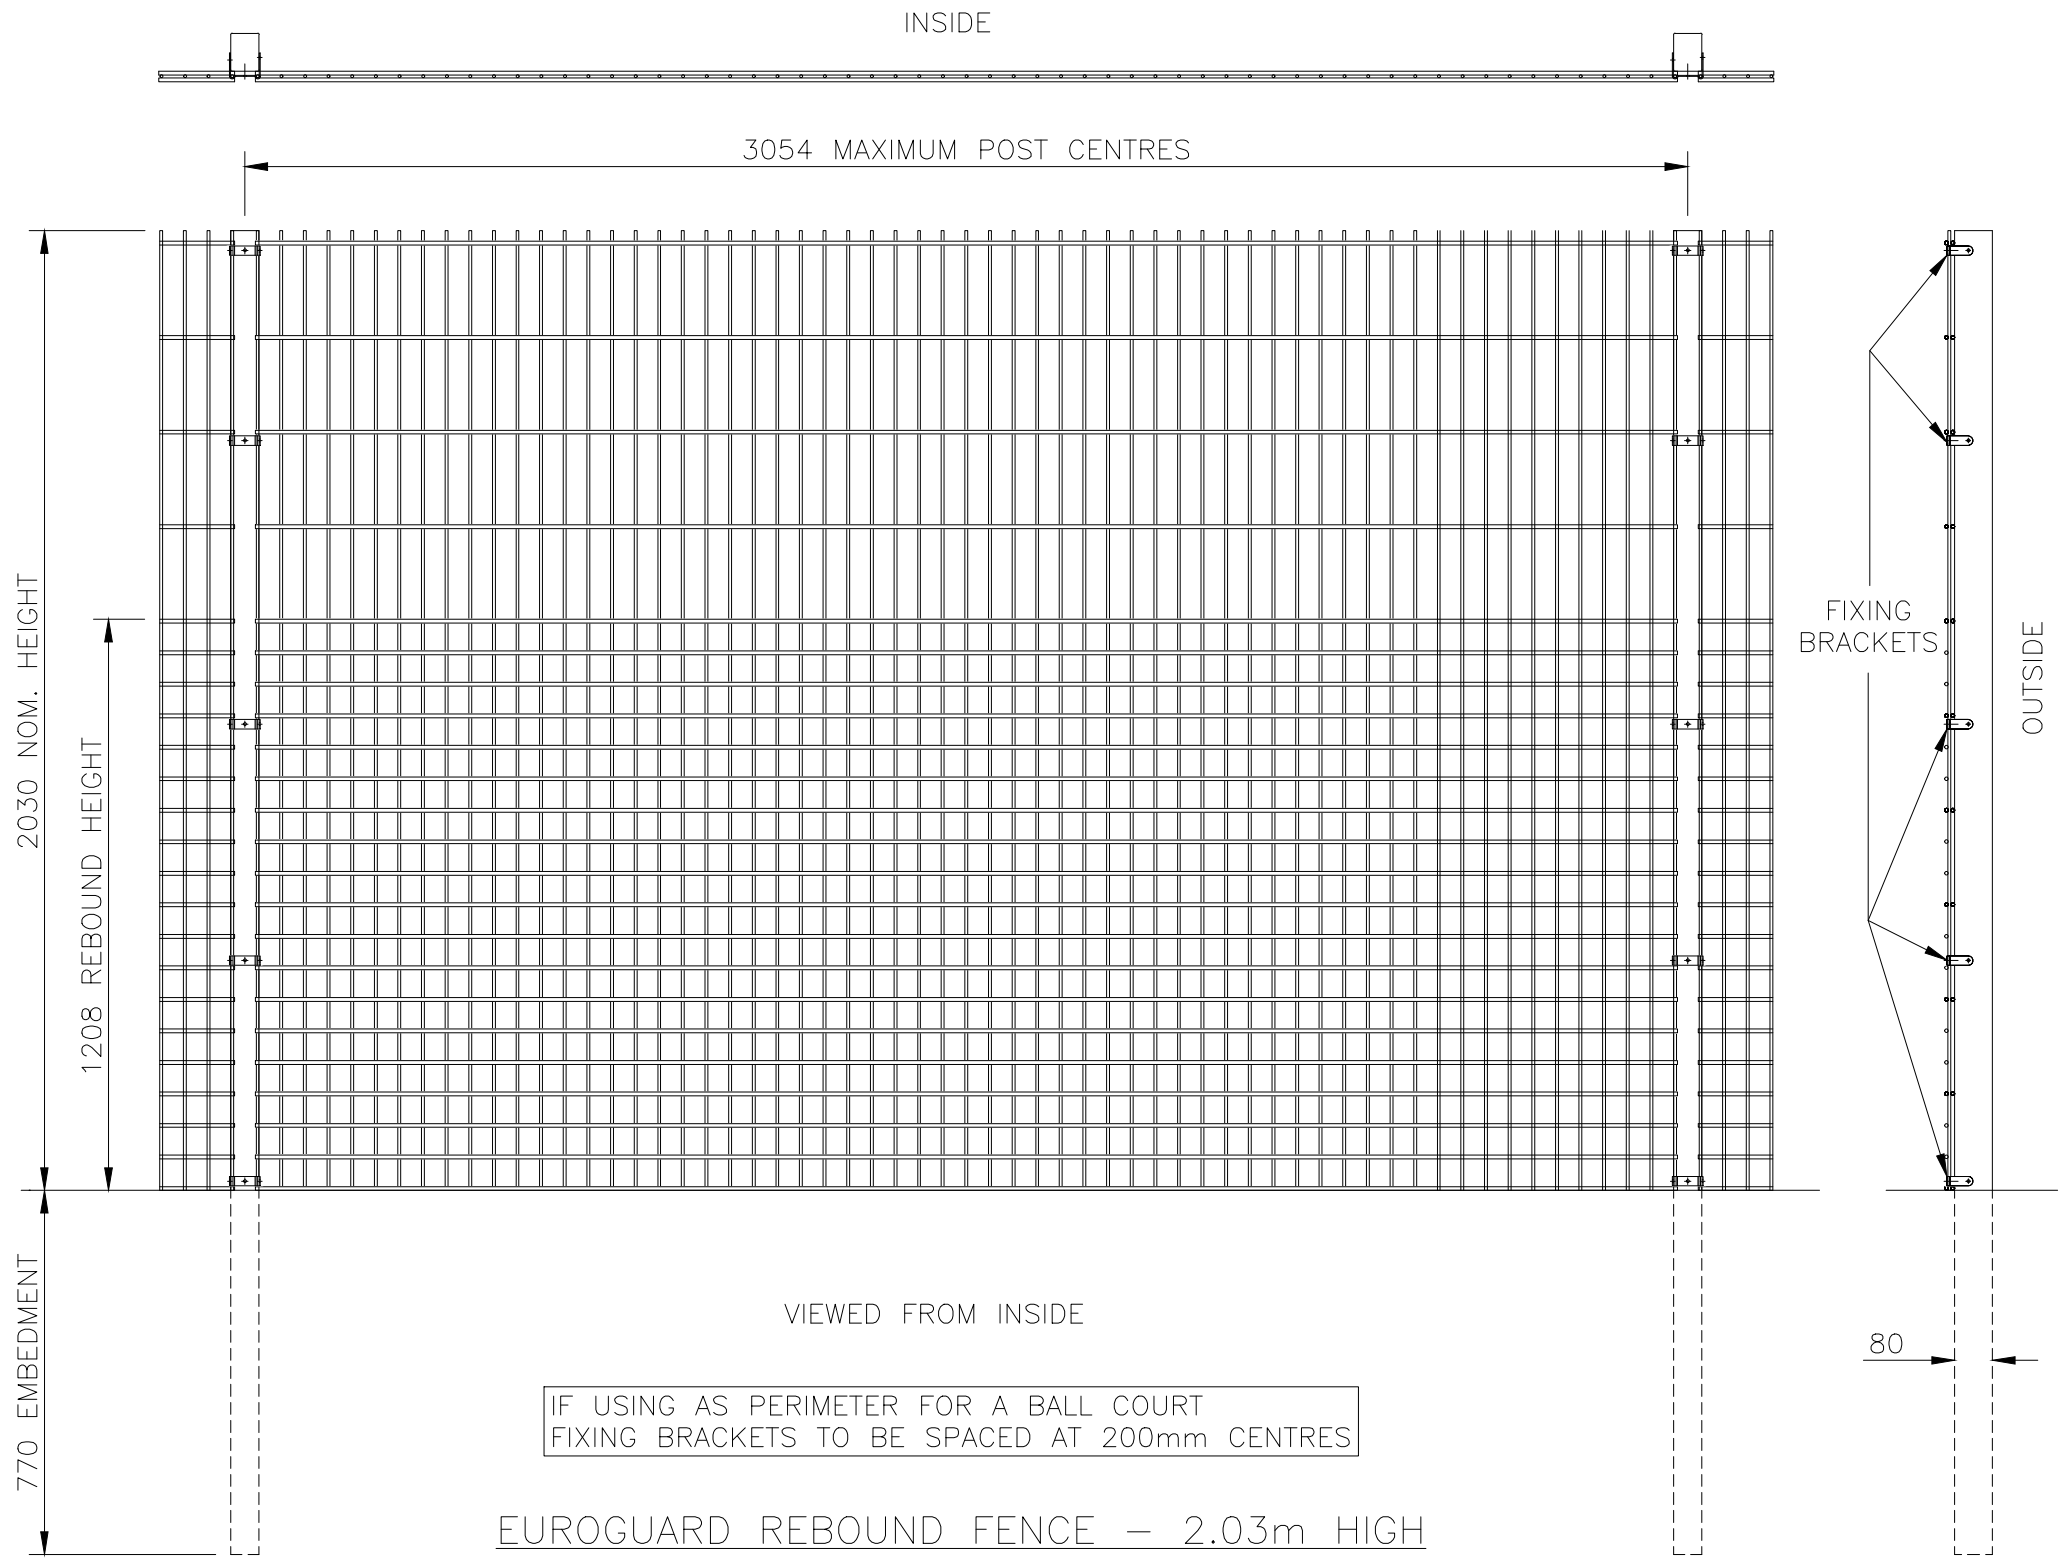 INSIDE
3054 MAXIMUM POST CENTRES
2030 NOM. HEIGHT
1208 REBOUND HEIGHT
FIXING
BRACKETS
OUTSIDE
770 EMBEDMENT
VIEWED FROM INSIDE
80
IF USING AS PERIMETER FOR A BALL COURT
FIXING BRACKETS TO BE SPACED AT 200mm CENTRES
EUROGUARD REBOUND FENCE - 2.03m HIGH